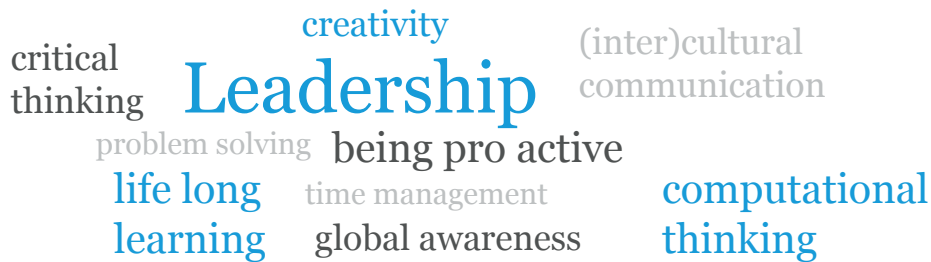 creativity
(inter)cultural
communication
critical
thinking
Leadership
problem solving
being pro active
life long
learning
time management
global awareness
computational
thinking